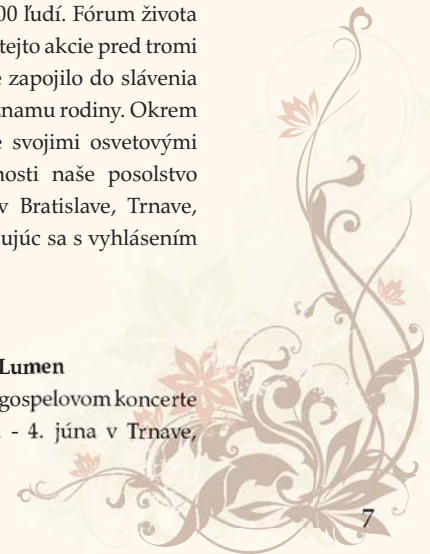 00 ľudí. Fórum života
tejto akcie pred tromi
zapojilo do slávenia
znamu rodiny. Okrem
svojimi osvetovými
nosti naše posolstvo
v Bratislave, Trnave,
ujúc sa s vyhlásením
Lumen
gospelovom koncerte
. - 4. júna v Trnave,
7